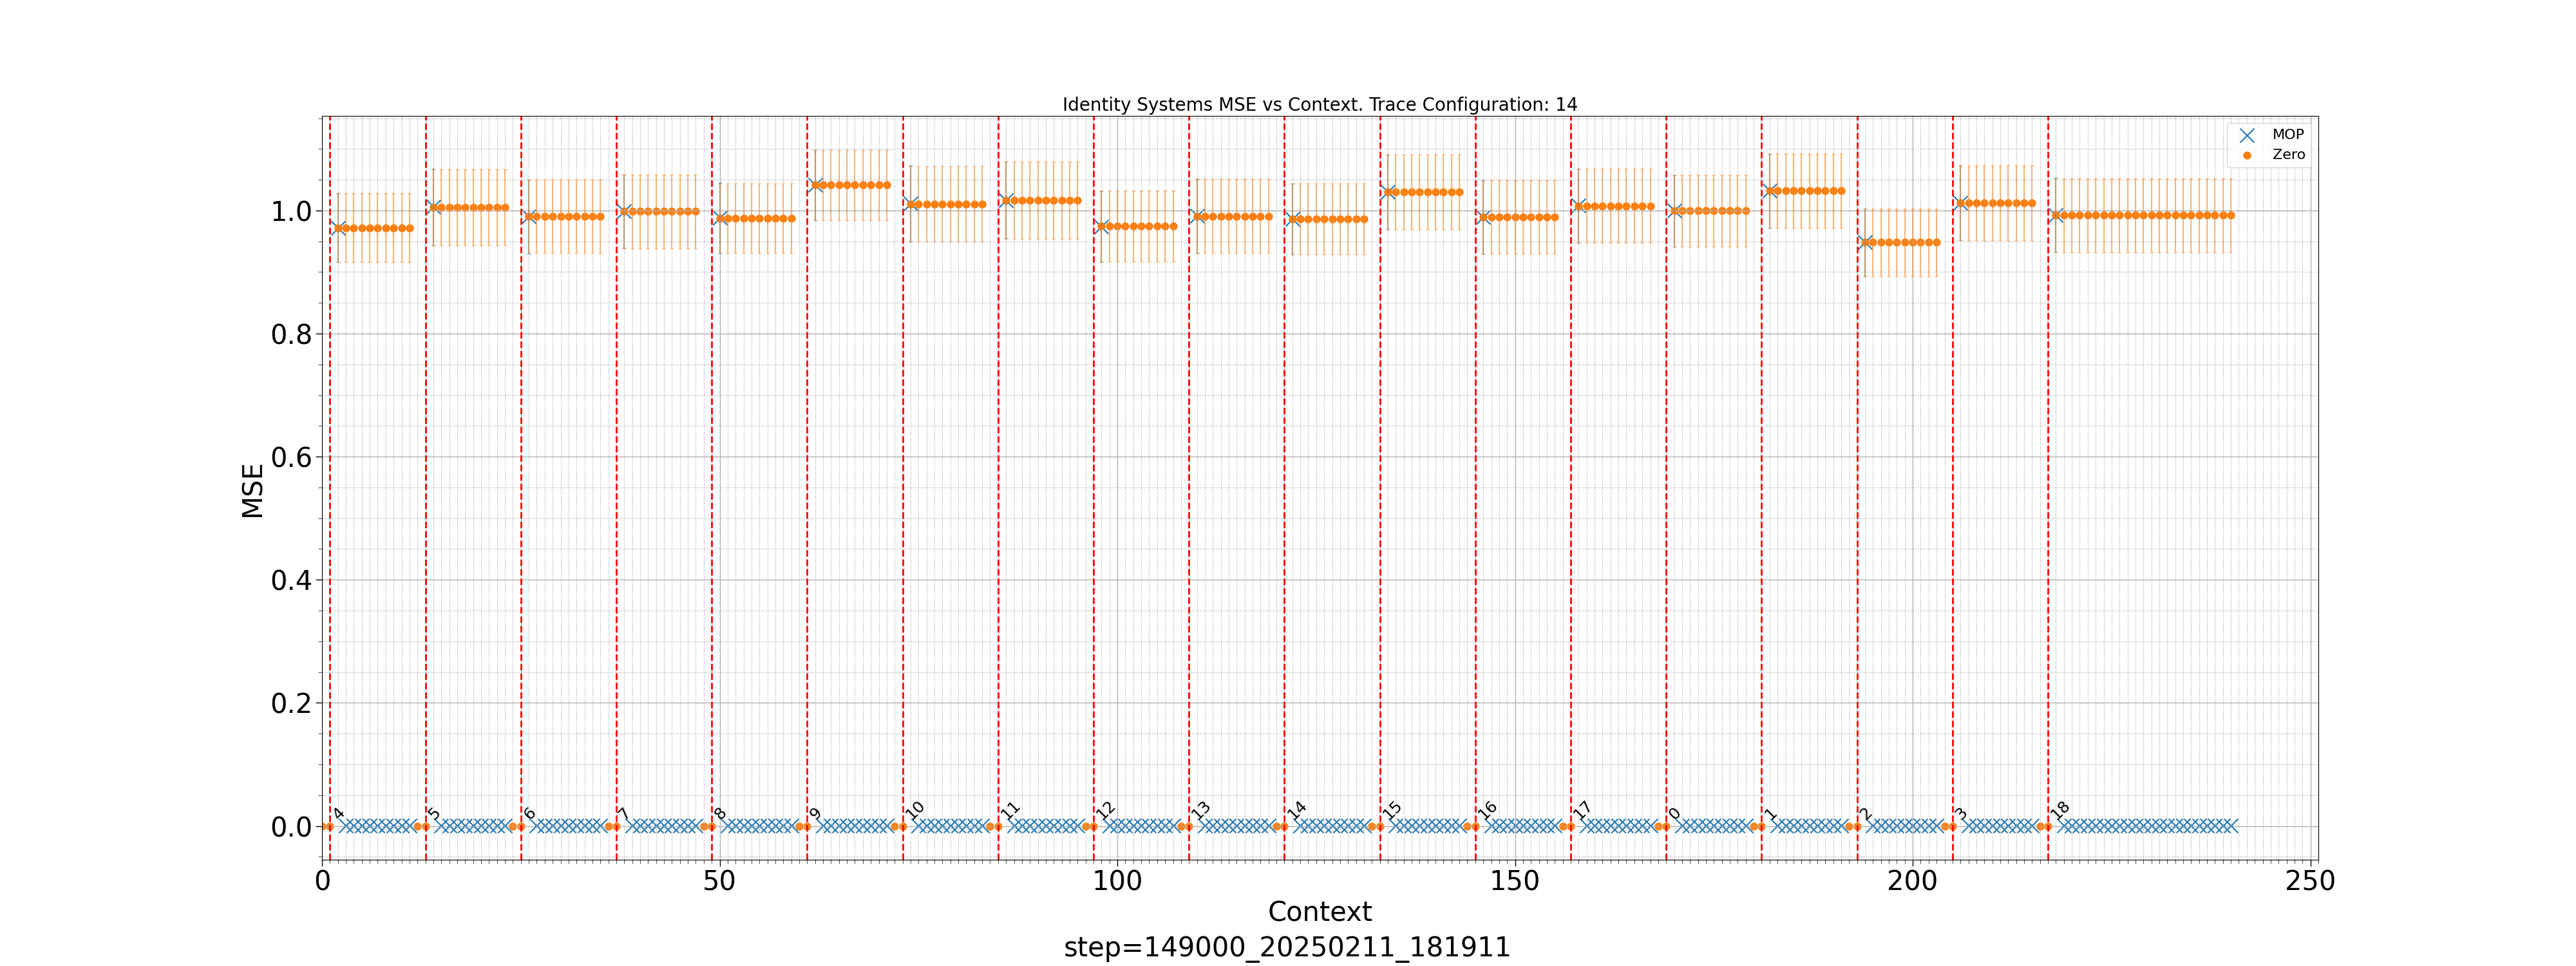 Identity Systems MSE vs Context. Trace Configuration: 14
MOP
Zero
MSE
1.0
0.8
0.6
0.4
0.2
0.0
4 5 6 7 8 9 10 11 12 13 14 15 16 17 0 1 2 3 18
0 50 100 150 200 250
Context
step=149000_20250211_181911